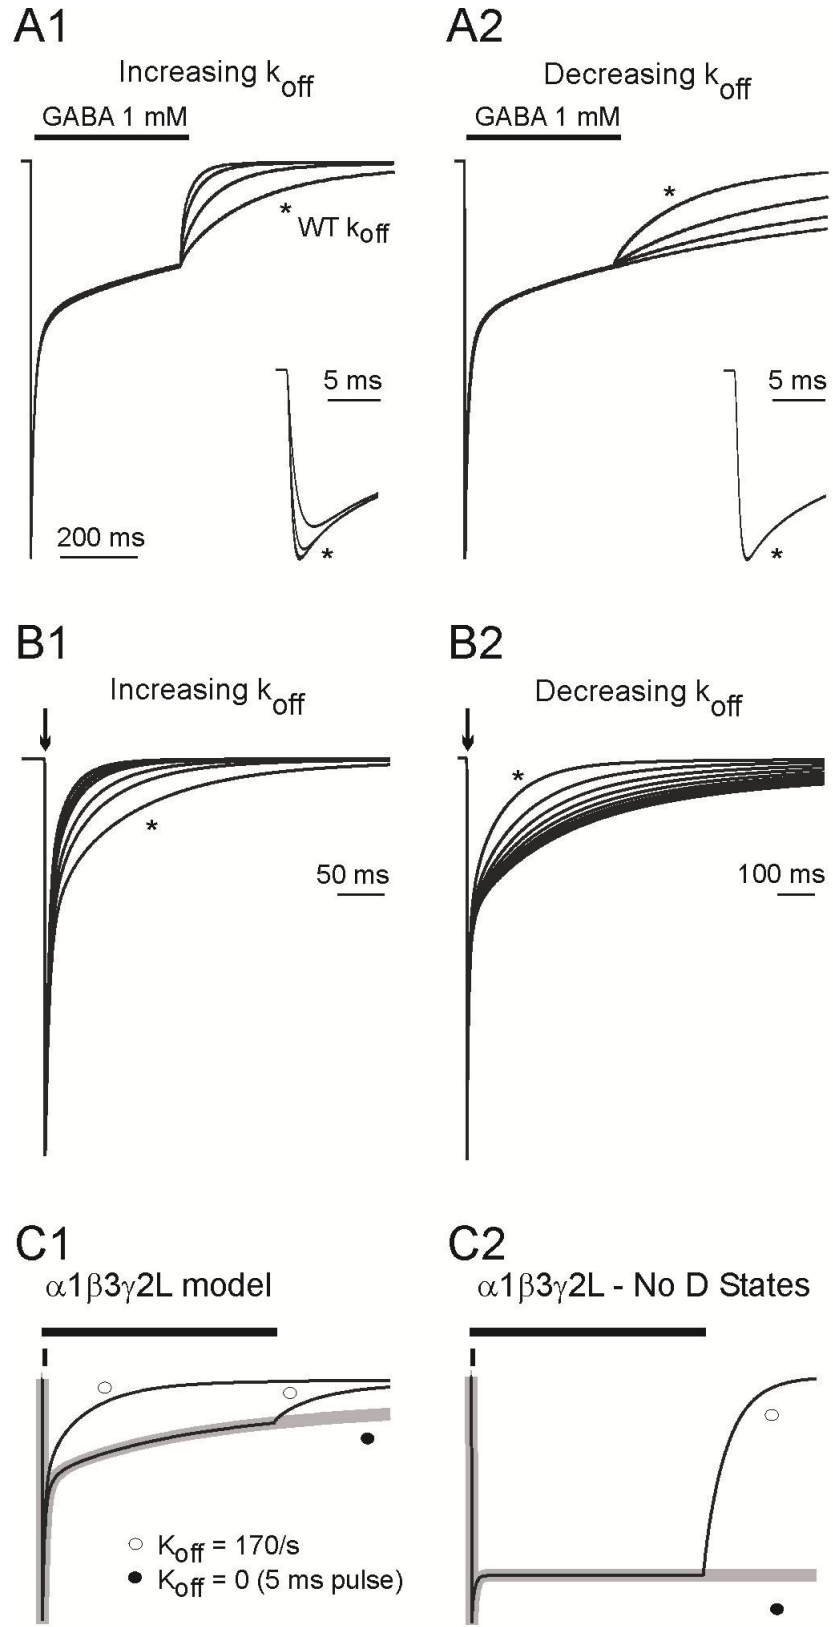 A1
A2
Increasing koff
Decreasing koff
GABA 1 mM
GABA 1 mM
*
* WT koff
5 ms
5 ms
200 ms
*
*
B1
B2
Increasing koff
Decreasing koff
*
*
50 ms
100 ms
C1
C2
α1β3γ2L model
α1β3γ2L - No D States
○ Koff = 170/s
● Koff = 0 (5 ms pulse)